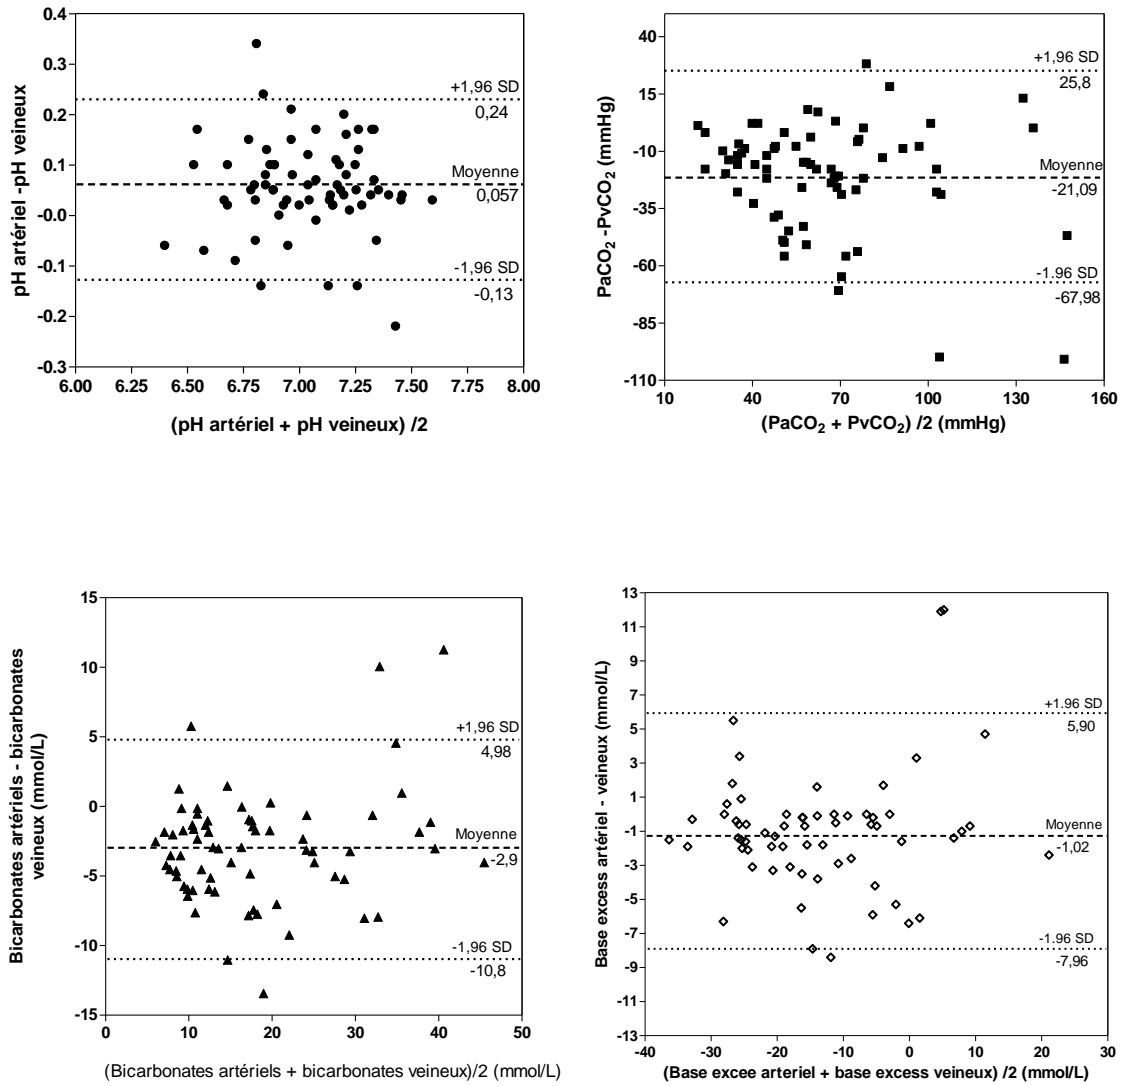 0.4
0.3
0.2
0.1
-0.0
-0.1
-0.2
-0.3
pH artériel -pH veineux
+1,96 SD
0,24
Moyenne
0,057
-1,96 SD
-0,13
6.00 6.25 6.50 6.75 7.00 7.25 7.50 7.75 8.00
(pH artériel + pH veineux) /2
40
15
-10
-35
-60
-85
-110
PaCO2 -PvCO2 (mmHg)
+1,96 SD
25,8
Moyenne
-21,09
-1.96 SD
-67,98
10 40 70 100 130 160
(PaCO2 + PvCO2) /2 (mmHg)
15
10
5
0
-5
-10
-15
Bicarbonates artériels - bicarbonates
veineux (mmol/L)
+1,96 SD
4,98
Moyenne
-2,9
-1,96 SD
-10,8
0 10 20 30 40 50
(Bicarbonates artériels + bicarbonates veineux)/2 (mmol/L)
13
11
9
7
5
3
1
-1
-3
-5
-7
-9
-11
-13
Base excess artériel - veineux (mmol/L)
+1.96 SD
5,90
Moyenne
-1,02
-1.96 SD
-7,96
-40 -30 -20 -10 0 10 20 30
(Base excee arteriel + base excess veineux) /2 (mmol/L)